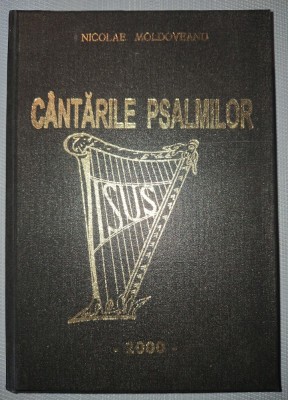 NICOLAE MOLDOVEANU
CÂNTĂRILE PSALMILOR
ISUS
- 2000 -